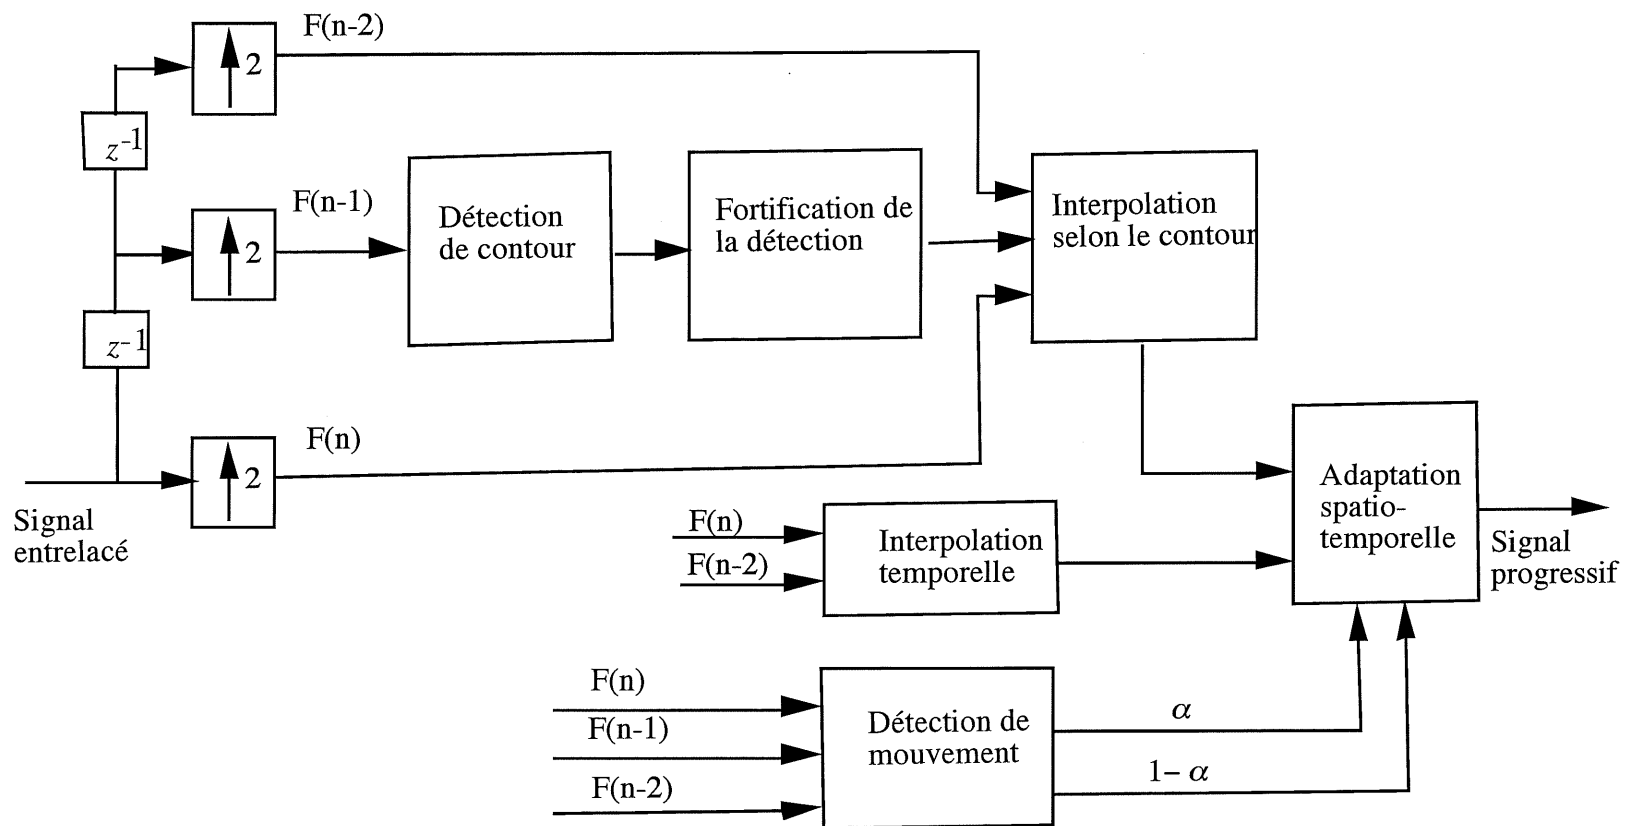 F(n-2)
2
z-1
F(n-1)
2
Détection
de contour
Fortification de
la détection
Interpolation
selon le contour
z-1
F(n)
2
Signal
entrelacé
F(n)
F(n-2)
Interpolation
temporelle
Adaptation
spatio-
temporelle
Signal
progressif
F(n)
F(n-1)
F(n-2)
Détection de
mouvement
α
1− α